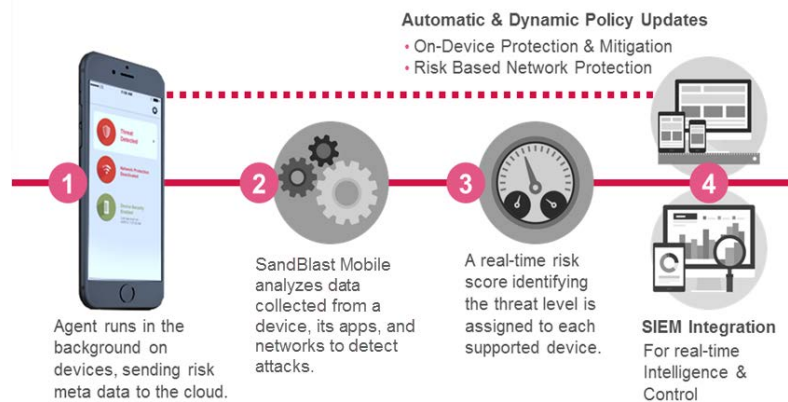 Automatic & Dynamic Policy Updates
• On-Device Protection & Mitigation
• Risk Based Network Protection
Threat
Detected
1
2
3
4
Agent runs in the
background on
devices, sending risk
meta data to the cloud.
SandBlast Mobile
analyzes data
collected from a
device, its apps, and
networks to detect
attacks.
A real-time risk
score identifying
the threat level is
assigned to each
supported device.
SIEM Integration
For real-time
Intelligence &
Control